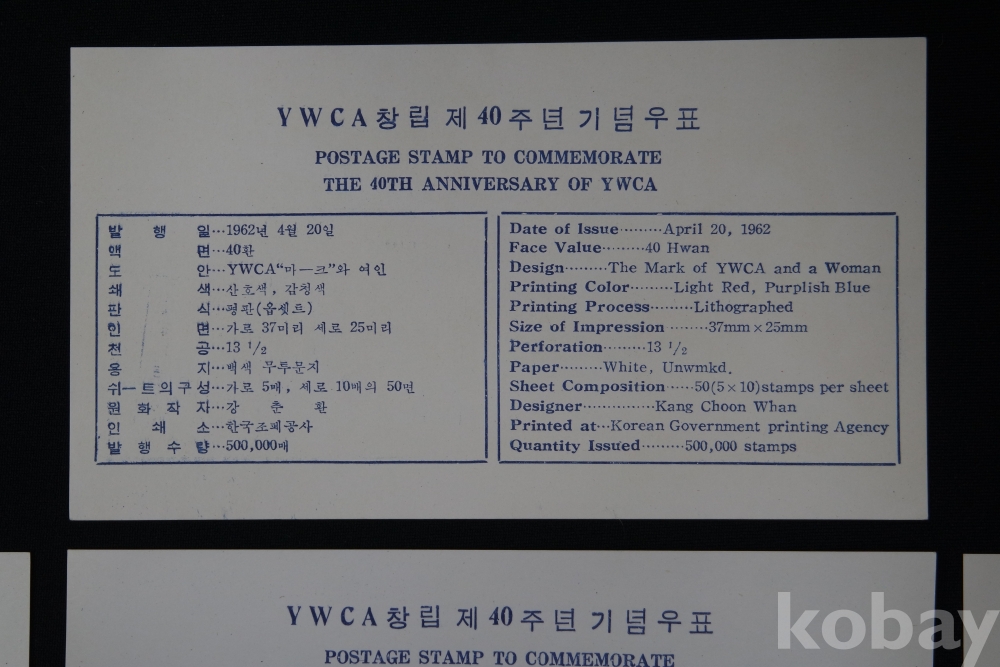 YWCA창립 제40주년기념우표
POSTAGE STAMP TO COMMEMORATE
THE 40TH ANNIVERSARY OF YWCA
발 행 일…1962년 4월 20일
액 면…40환
도 안…YWCA“마—크”와 여인
쇄 색…산호색, 감청색
판 식…평판(옵셋트)
인 면…가로 37미리 세로 25미리
천 공…13 1/2
용 지…백색 무투문지
쉬—트의구성…가로 5매, 세로 10매의 50면
원 화 작 자…강 춘 환
인 쇄 소…한국조폐공사
발 행 수 량…500,000매
Date of Issue………April 20, 1962
Face Value………40 Hwan
Design………The Mark of YWCA and a Woman
Printing Color………Light Red, Purplish Blue
Printing Process………Lithographed
Size of Impression………37mm×25mm
Perforation………13 1/2
Paper………White, Unwmkd.
Sheet Composition……50(5×10)stamps per sheet
Designer……………Kang Choon Whan
Printed at…Korean Government printing Agency
Quantity Issued………500,000 stamps
YWCA창립 제40주년기념우표
POSTAGE STAMP TO COMMEMORATE
kobay